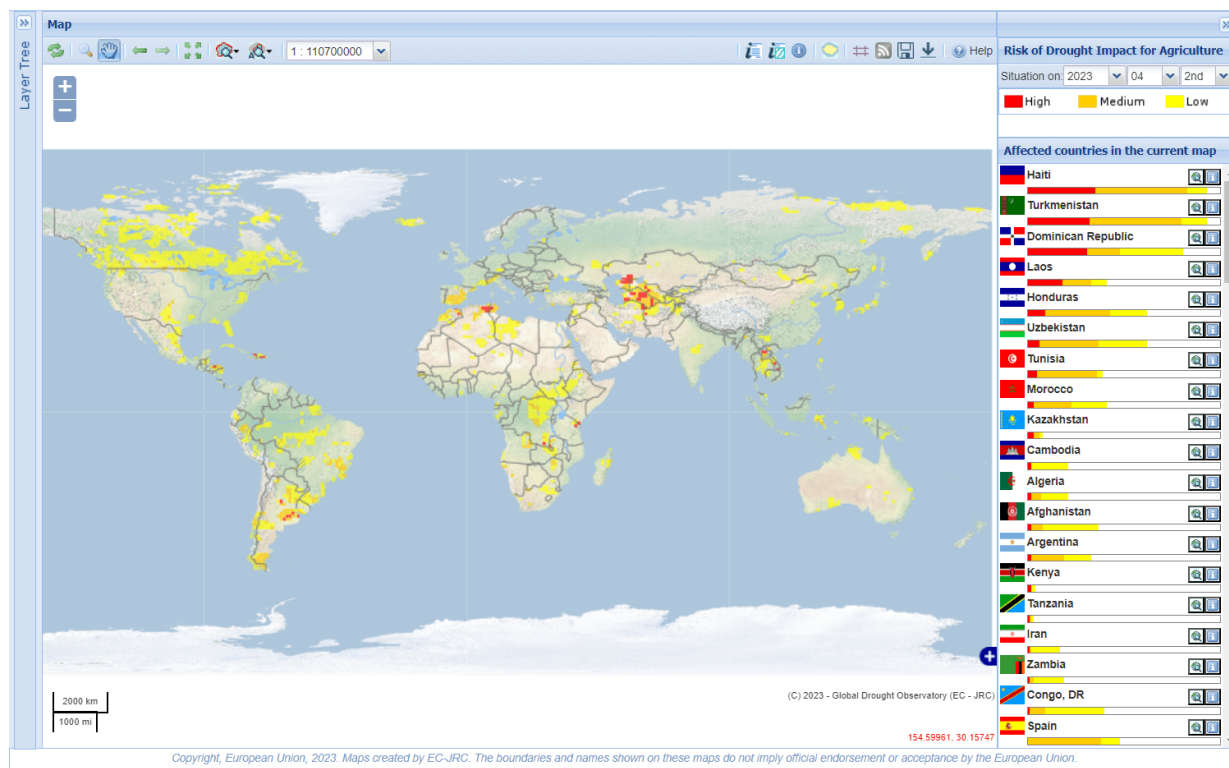 Map
Layer Tree
1 : 110700000
Help
Risk of Drought Impact for Agriculture
Situation on: 2023 04 2nd
High Medium Low
Affected countries in the current map
Haiti
Turkmenistan
Dominican Republic
Laos
Honduras
Uzbekistan
Tunisia
Morocco
Kazakhstan
Cambodia
Algeria
Afghanistan
Argentina
Kenya
Tanzania
Iran
Zambia
Congo, DR
Spain
2000 km
1000 mi
(C) 2023 - Global Drought Observatory (EC - JRC)
154.59961, 30.15747
Copyright, European Union, 2023. Maps created by EC-JRC. The boundaries and names shown on these maps do not imply official endorsement or acceptance by the European Union.